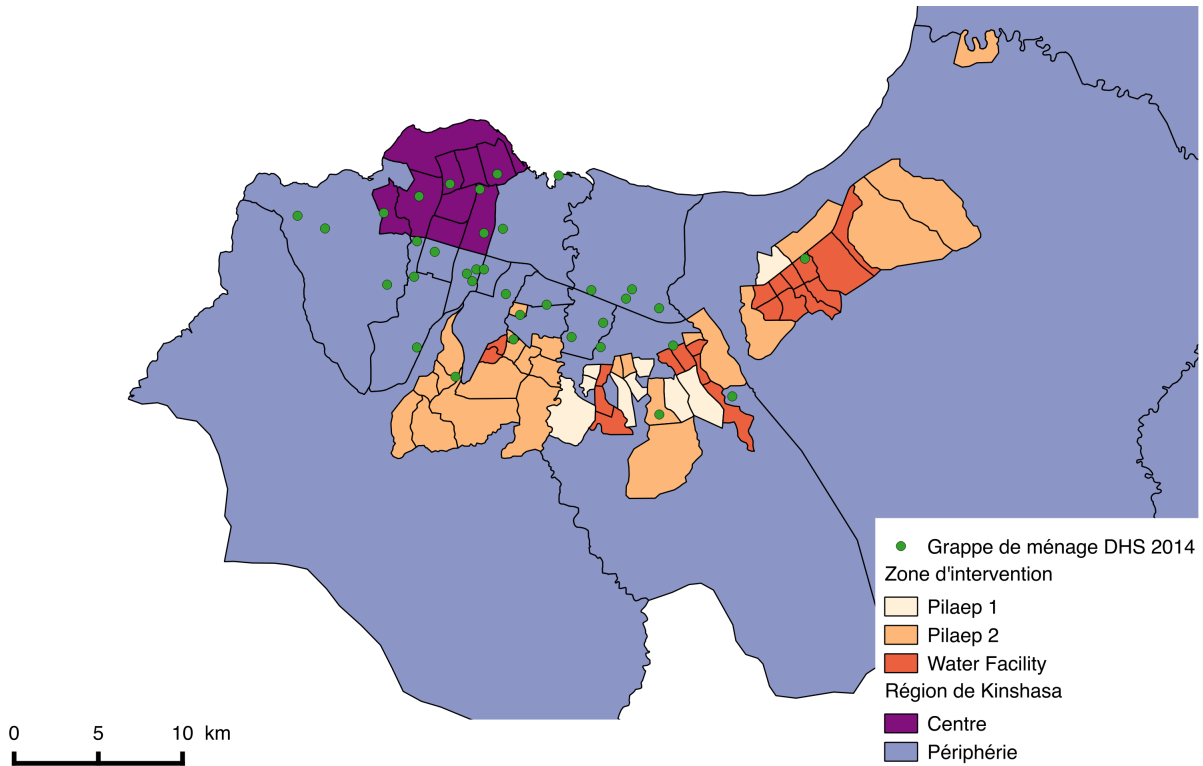 Grappe de ménage DHS 2014
Zone d'intervention
Pilaep 1
Pilaep 2
Water Facility
Région de Kinshasa
Centre
Périphérie
0 5 10 km